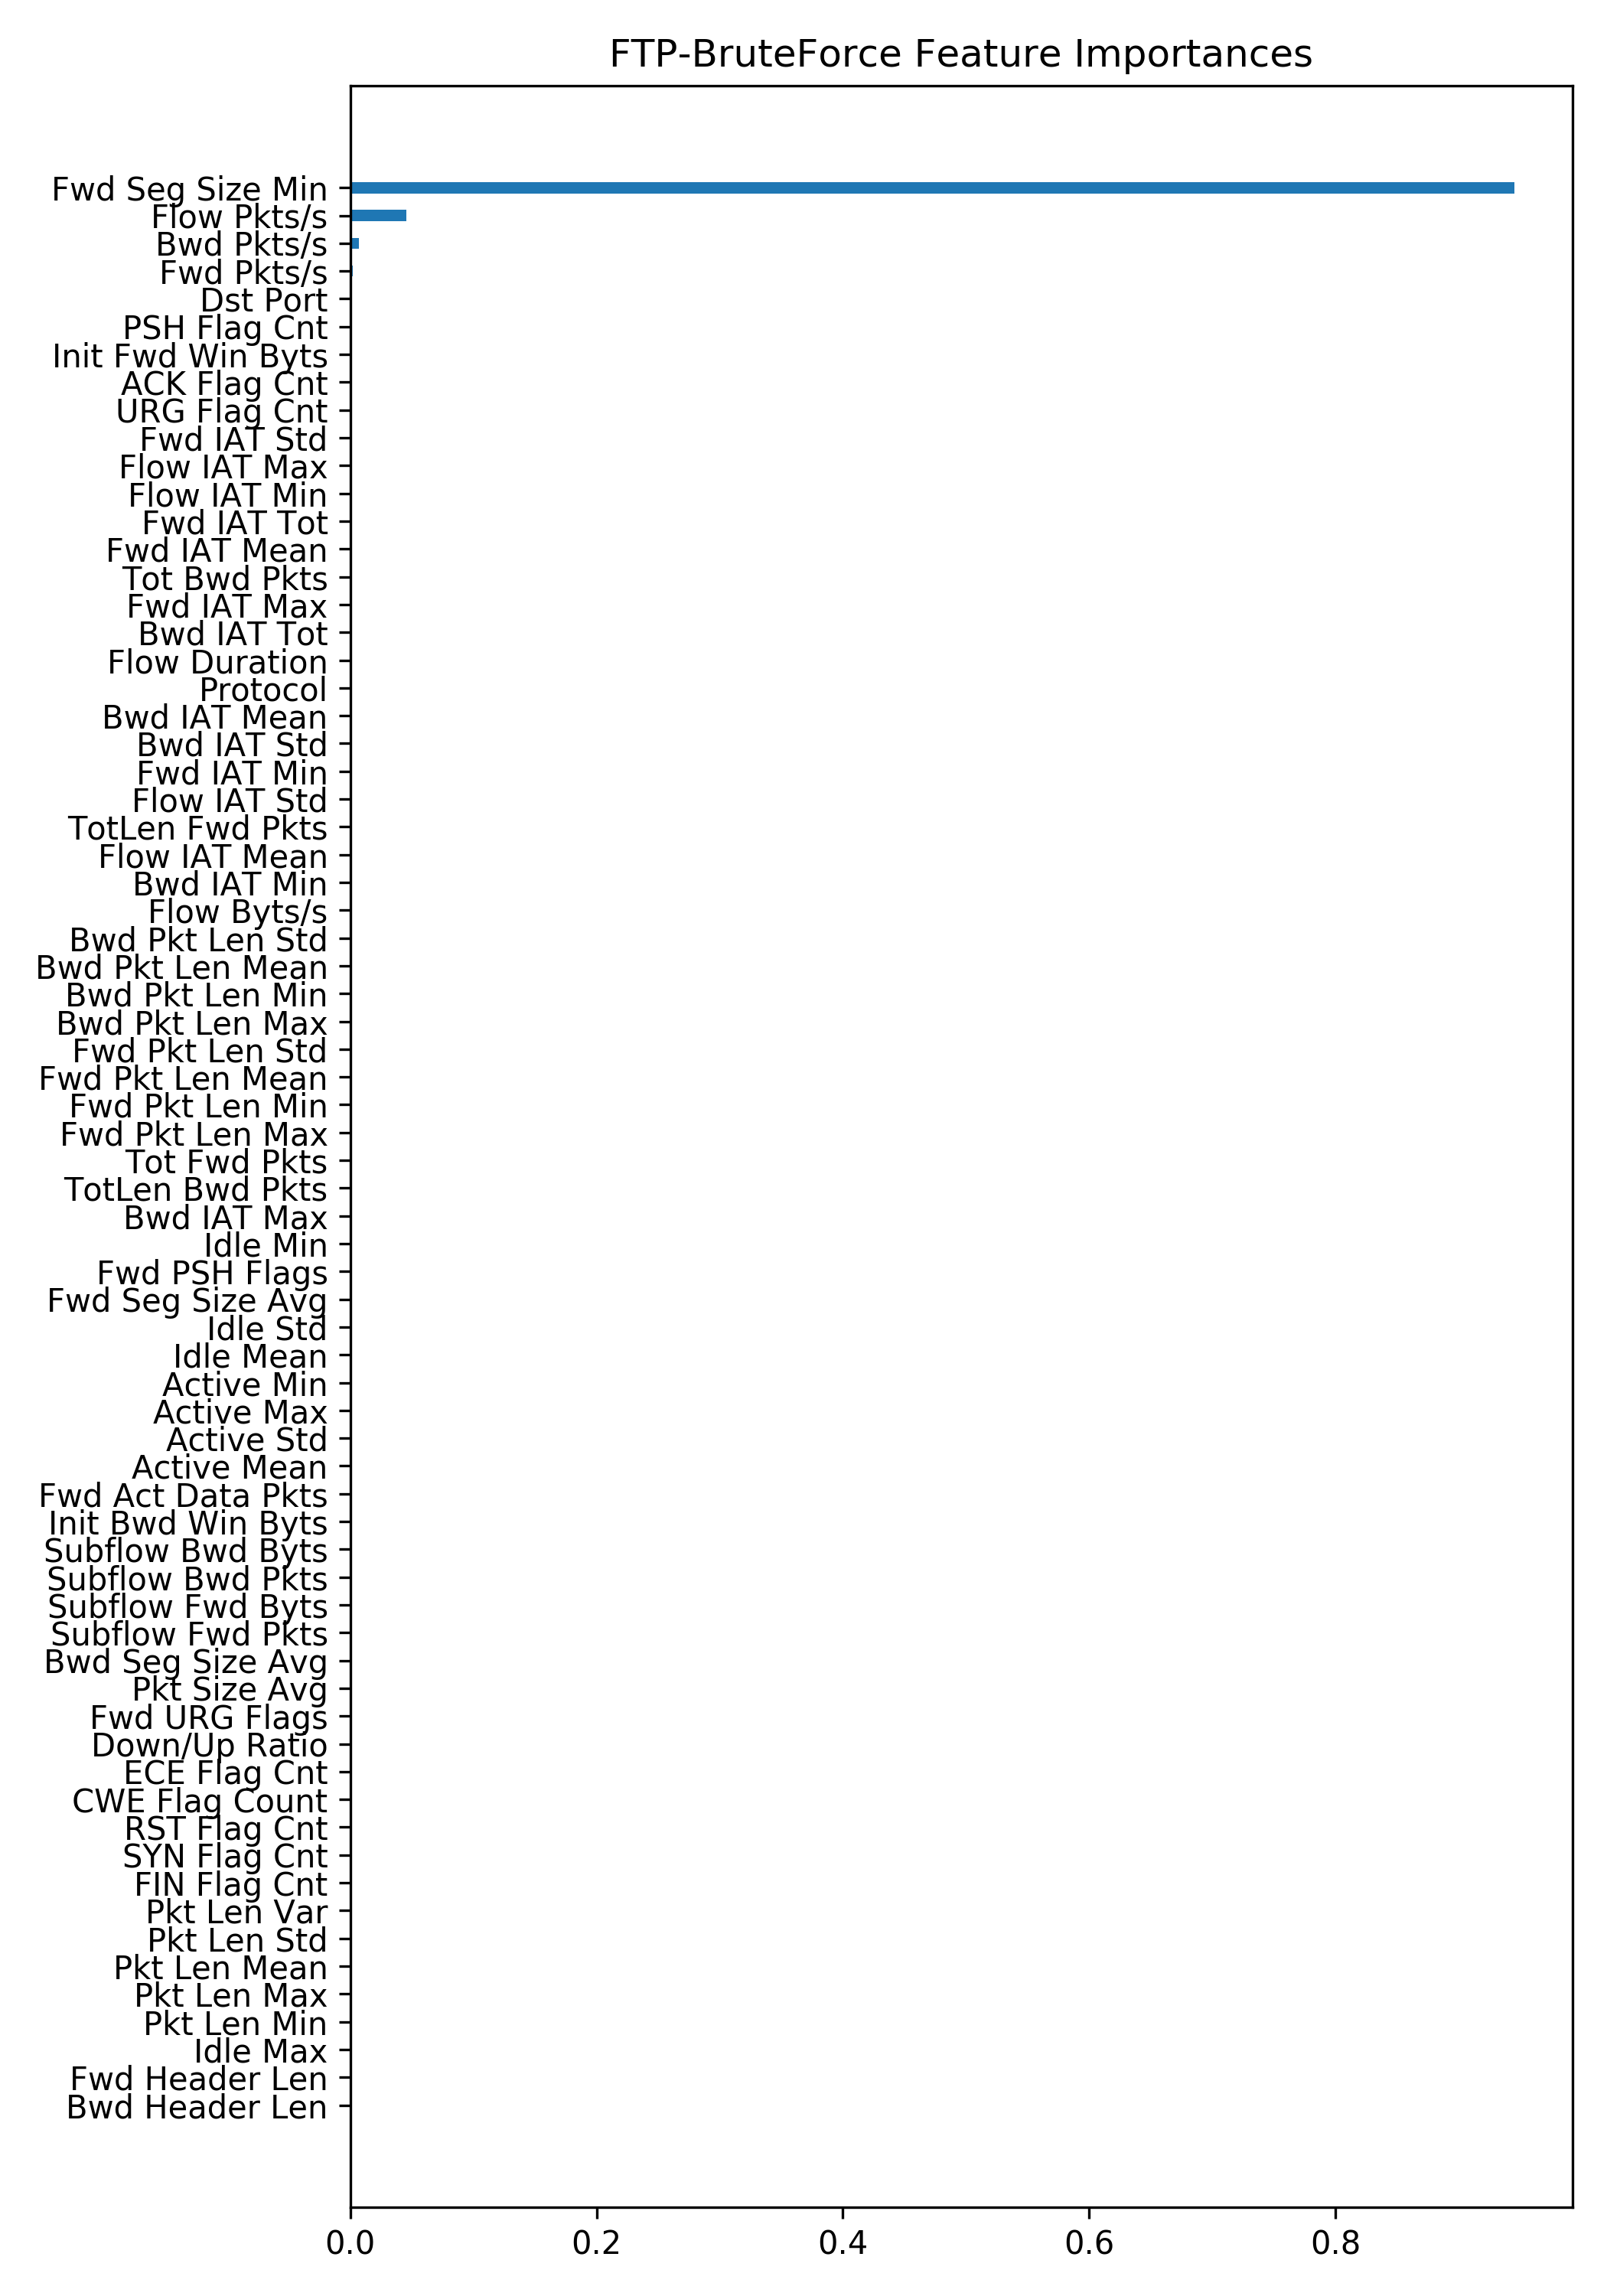 FTP-BruteForce Feature Importances
Fwd Seg Size Min
Flow Pkts/s
Bwd Pkts/s
Fwd Pkts/s
Dst Port
PSH Flag Cnt
Init Fwd Win Byts
ACK Flag Cnt
URG Flag Cnt
Fwd IAT Std
Flow IAT Max
Flow IAT Min
Fwd IAT Tot
Fwd IAT Mean
Tot Bwd Pkts
Fwd IAT Max
Bwd IAT Tot
Flow Duration
Protocol
Bwd IAT Mean
Bwd IAT Std
Fwd IAT Min
Flow IAT Std
TotLen Fwd Pkts
Flow IAT Mean
Bwd IAT Min
Flow Byts/s
Bwd Pkt Len Std
Bwd Pkt Len Mean
Bwd Pkt Len Min
Bwd Pkt Len Max
Fwd Pkt Len Std
Fwd Pkt Len Mean
Fwd Pkt Len Min
Fwd Pkt Len Max
Tot Fwd Pkts
TotLen Bwd Pkts
Bwd IAT Max
Idle Min
Fwd PSH Flags
Fwd Seg Size Avg
Idle Std
Idle Mean
Active Min
Active Max
Active Std
Active Mean
Fwd Act Data Pkts
Init Bwd Win Byts
Subflow Bwd Byts
Subflow Bwd Pkts
Subflow Fwd Byts
Subflow Fwd Pkts
Bwd Seg Size Avg
Pkt Size Avg
Fwd URG Flags
Down/Up Ratio
ECE Flag Cnt
CWE Flag Count
RST Flag Cnt
SYN Flag Cnt
FIN Flag Cnt
Pkt Len Var
Pkt Len Std
Pkt Len Mean
Pkt Len Max
Pkt Len Min
Idle Max
Fwd Header Len
Bwd Header Len
0.0 0.2 0.4 0.6 0.8